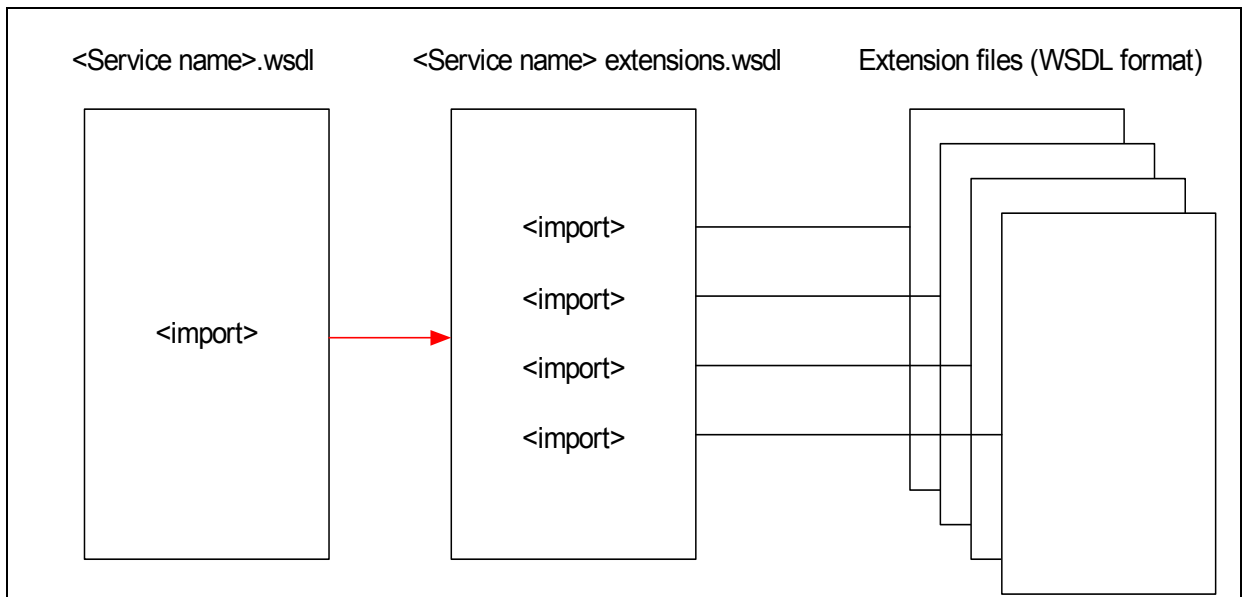 <Service name>.wsdl
<Service name> extensions.wsdl
Extension files (WSDL format)
<import>
<import>
<import>
<import>
<import>